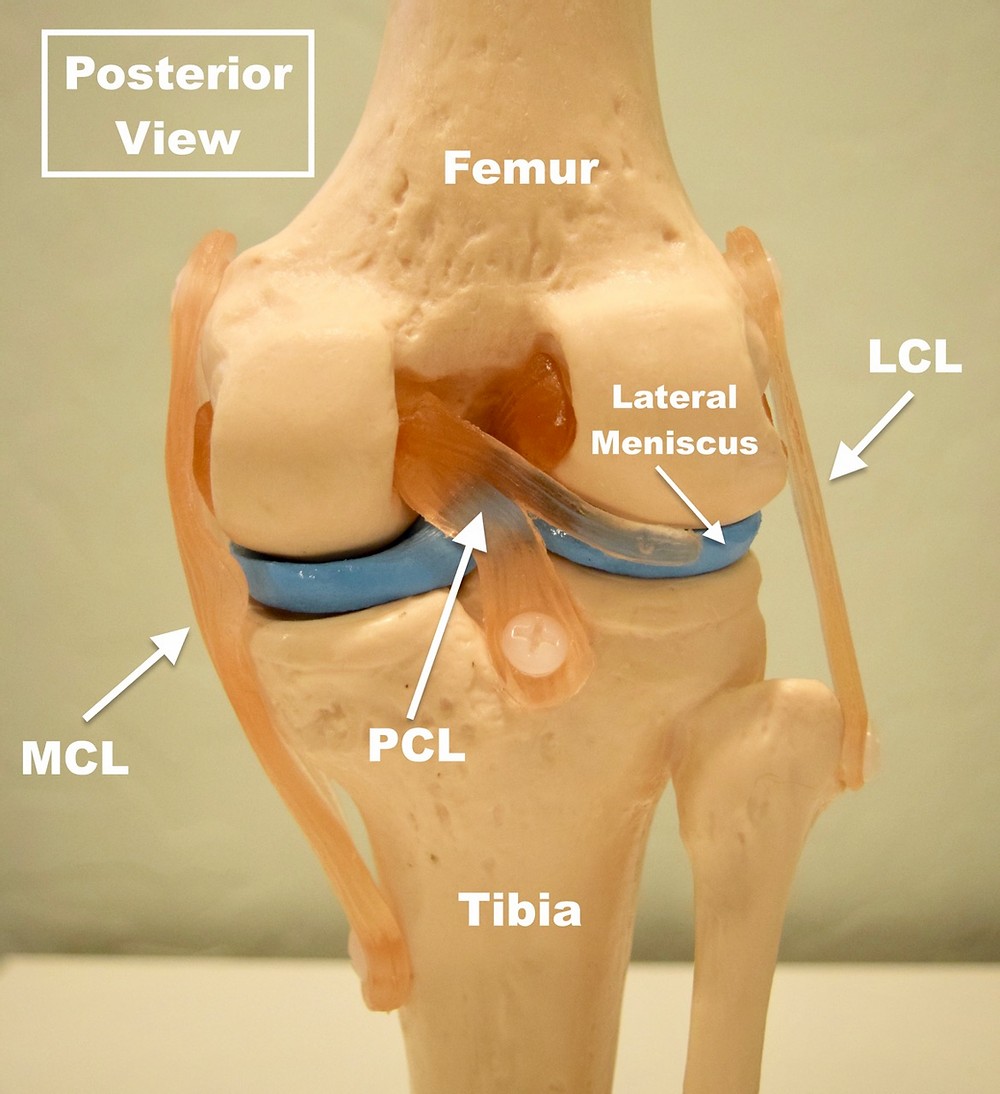 Posterior
View
Femur
LCL
Lateral
Meniscus
MCL
PCL
Tibia